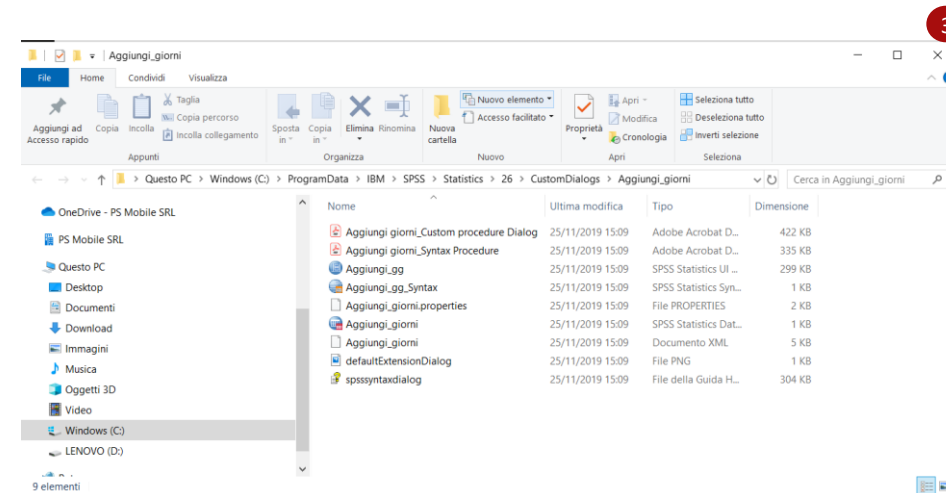 3
Aggiungi_giorni
File Home Condividi Visualizza
Aggiungi ad Accesso rapido
Copia
Incolla
Taglia
Copia percorso
Incolla collegamento
Appunti
Sposta in
Copia in
Elimina
Rinomina
Organizza
Nuova cartella
Nuovo elemento
Accesso facilitato
Nuovo
Proprietà
Apri
Modifica
Cronologia
Apri
Seleziona tutto
Deseleziona tutto
Inverti selezione
Seleziona
Questo PC > Windows (C:) > ProgramData > IBM > SPSS > Statistics > 26 > CustomDialogs > Aggiungi_giorni
Cerca in Aggiungi_giorni
OneDrive - PS Mobile SRL
PS Mobile SRL
Questo PC
Desktop
Documenti
Download
Immagini
Musica
Oggetti 3D
Video
Windows (C:)
LENOVO (D:)
Nome Ultima modifica Tipo Dimensione
Aggiungi giorni_Custom procedure Dialog 25/11/2019 15:09 Adobe Acrobat D... 422 KB
Aggiungi giorni_Syntax Procedure 25/11/2019 15:09 Adobe Acrobat D... 335 KB
Aggiungi_gg 25/11/2019 15:09 SPSS Statistics UI ... 299 KB
Aggiungi_gg_Syntax 25/11/2019 15:09 SPSS Statistics Syn... 1 KB
Aggiungi_giorni.properties 25/11/2019 15:09 File PROPERTIES 2 KB
Aggiungi_giorni 25/11/2019 15:09 SPSS Statistics Dat... 1 KB
Aggiungi_giorni 25/11/2019 15:09 Documento XML 5 KB
defaultExtensionDialog 25/11/2019 15:09 File PNG 1 KB
spsssyntaxdialog 25/11/2019 15:09 File della Guida H... 304 KB
9 elementi